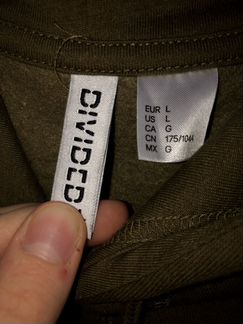 DIVIDED
EUR L
US L
CA G
CN 175/104A
MX G